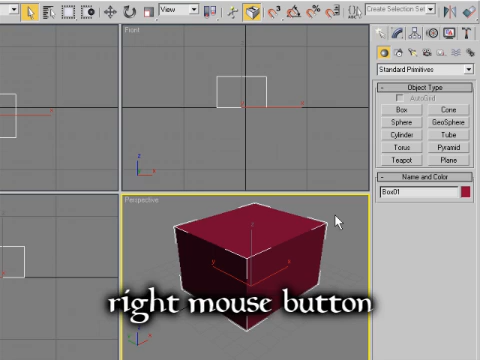 View
Create Selection Set
Front
Standard Primitives
- Object Type
AutoGrid
Box Cone
Sphere GeoSphere
Cylinder Tube
Torus Pyramid
Teapot Plane
- Name and Color
Box01
Perspective
z
y x
right mouse button